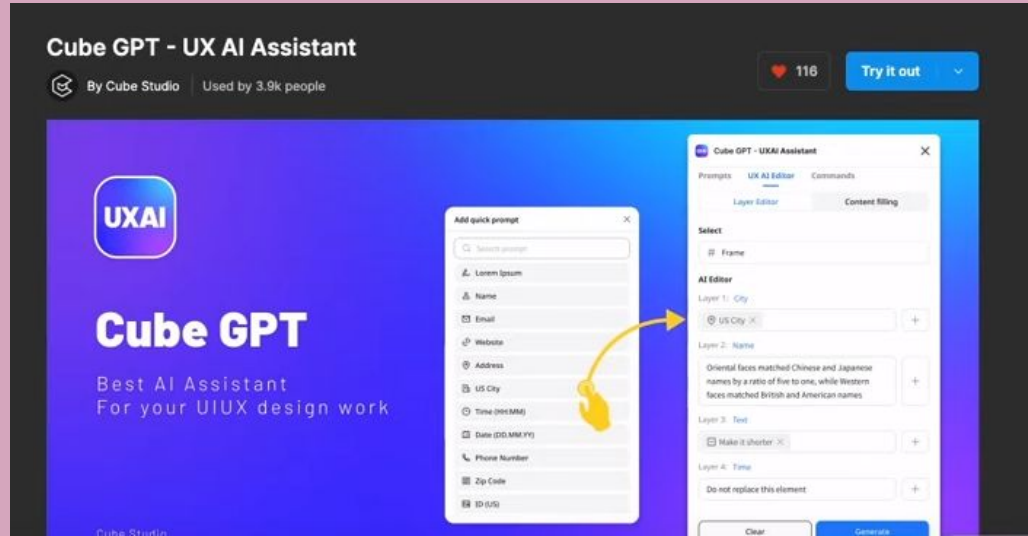 Cube GPT - UX AI Assistant
By Cube Studio Used by 3.9k people
116
Try it out
UXAI
Cube GPT
Best AI Assistant
For your UIUX design work
Cube Studio
Add quick prompt
Search prompt
Lorem Ipsum
Name
Email
Website
Address
US City
Time (HH:MM)
Date (DD,MM,YY)
Phone Number
Zip Code
ID (US)
Cube GPT - UXAI Assistant
Prompts UX AI Editor Commands
Layer Editor Content filling
Select
# Frame
AI Editor
Layer 1: City
US City ×
Layer 2: Name
Oriental faces matched Chinese and Japanese
names by a ratio of five to one, while Western
faces matched British and American names
Layer 3: Text
Make it shorter ×
Layer 4: Time
Do not replace this element
Clear Generate